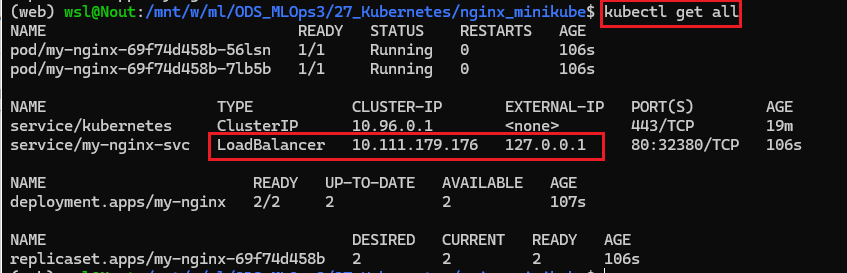 (web) wsl@Nout:/mnt/w/ml/ODS_MLOps3/27_Kubernetes/nginx_minikube$ kubectl get all
NAME READY STATUS RESTARTS AGE
pod/my-nginx-69f74d458b-56lsn 1/1 Running 0 106s
pod/my-nginx-69f74d458b-7lb5b 1/1 Running 0 106s
NAME TYPE CLUSTER-IP EXTERNAL-IP PORT(S) AGE
service/kubernetes ClusterIP 10.96.0.1 <none> 443/TCP 19m
service/my-nginx-svc LoadBalancer 10.111.179.176 127.0.0.1 80:32380/TCP 106s
NAME READY UP-TO-DATE AVAILABLE AGE
deployment.apps/my-nginx 2/2 2 2 107s
NAME DESIRED CURRENT READY AGE
replicaset.apps/my-nginx-69f74d458b 2 2 2 106s